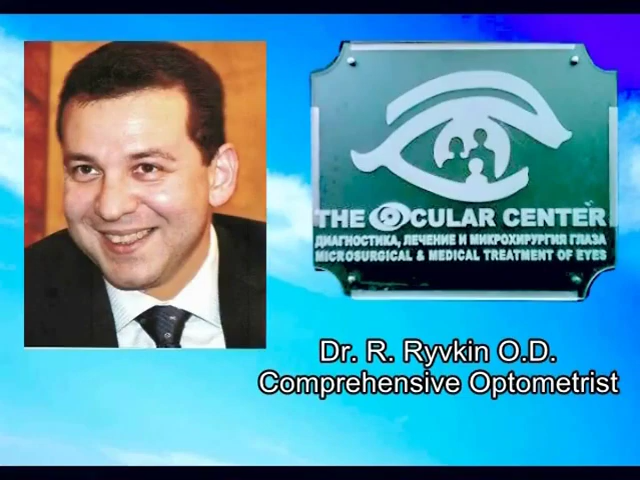 THE OCULAR CENTER
ДИАГНОСТИКА, ЛЕЧЕНИЕ И МИКРОХИРУРГИЯ ГЛАЗА
MICROSURGICAL & MEDICAL TREATMENT OF EYES
Dr. R. Ryvkin O.D.
Comprehensive Optometrist